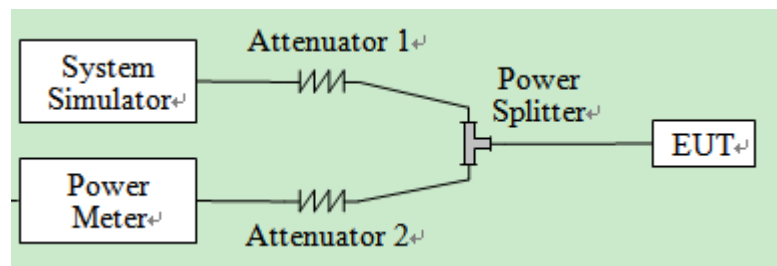 Attenuator 1↵
System
Simulator↵
Power
Splitter↵
EUT↵
Power
Meter↵
Attenuator 2↵